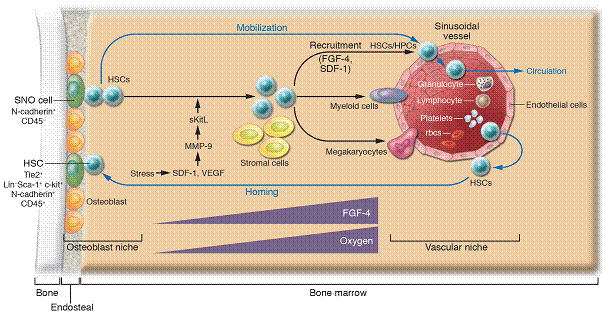 Mobilization
Sinusoidal
vessel
Recruitment
(FGF-4,
SDF-1)
HSCs/HPCs
HSCs
Circulation
Granulocyte
SNO cell
N-cadherin⁺
CD45⁻
Lymphocyte
Myeloid cells
Endothelial cells
sKitL
Platelets
rbcs
MMP-9
Stromal cells
Megakaryocytes
HSC
Tie2⁺
Lin⁻Sca-1⁺ c-kit⁺
N-cadherin⁺
CD45⁺
Stress
SDF-1, VEGF
HSCs
Homing
Osteoblast
FGF-4
Oxygen
Osteoblast niche
Vascular niche
Bone
Bone marrow
Endosteal